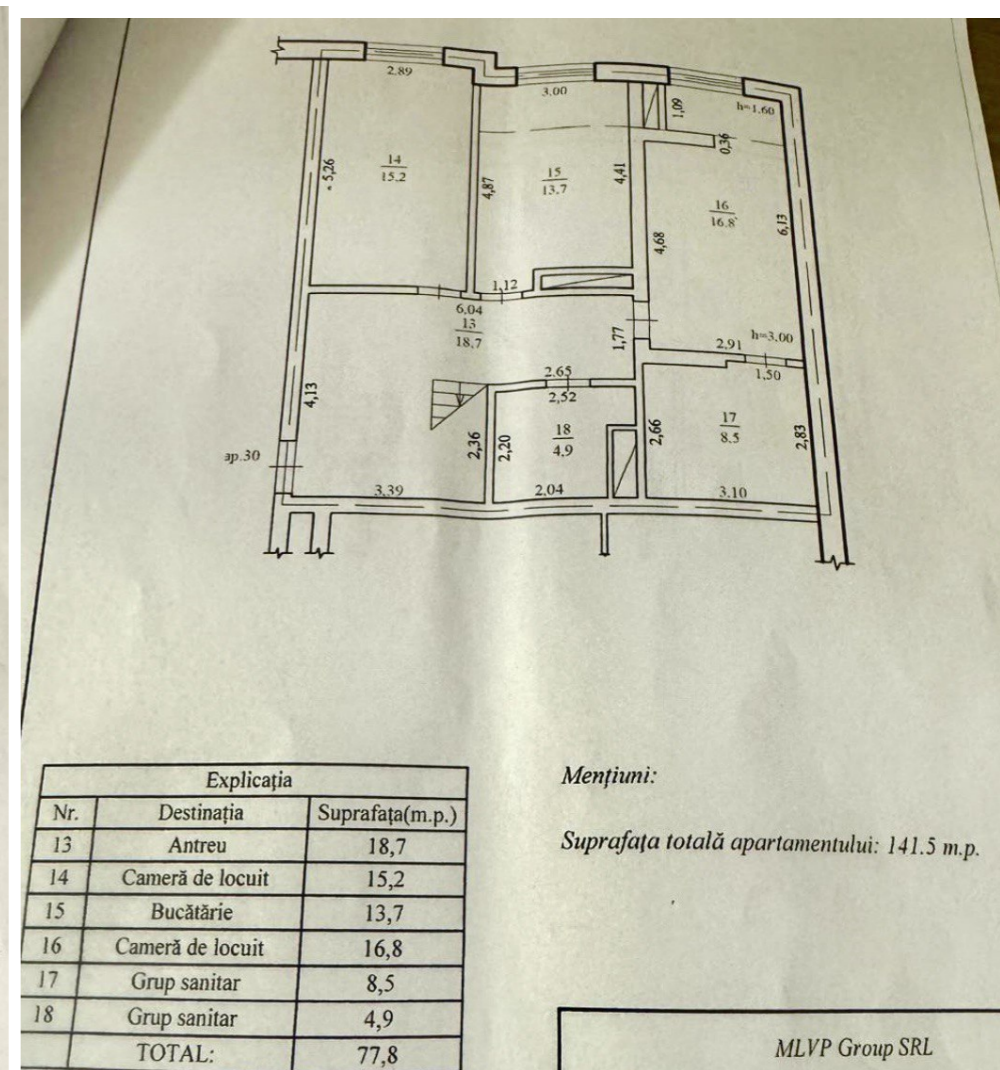 2,89
3.00
1,09
h=1.60
0,36
5,26
14
15.2
4,87
15
13.7
4,41
16
16.8
4,68
6,13
1,12
6,04
13
18.7
1,77
2,91
h=3.00
1,50
4,13
2.65
2,52
2,36
2,20
18
4.9
2,66
17
8.5
2,83
ap.30
3,39
2,04
3,10
Explicația
Nr. Destinația Suprafața(m.p.)
13 Antreu 18,7
14 Cameră de locuit 15,2
15 Bucătărie 13,7
16 Cameră de locuit 16,8
17 Grup sanitar 8,5
18 Grup sanitar 4,9
TOTAL: 77,8
Mențiuni:
Suprafața totală apartamentului: 141.5 m.p.
MLVP Group SRL